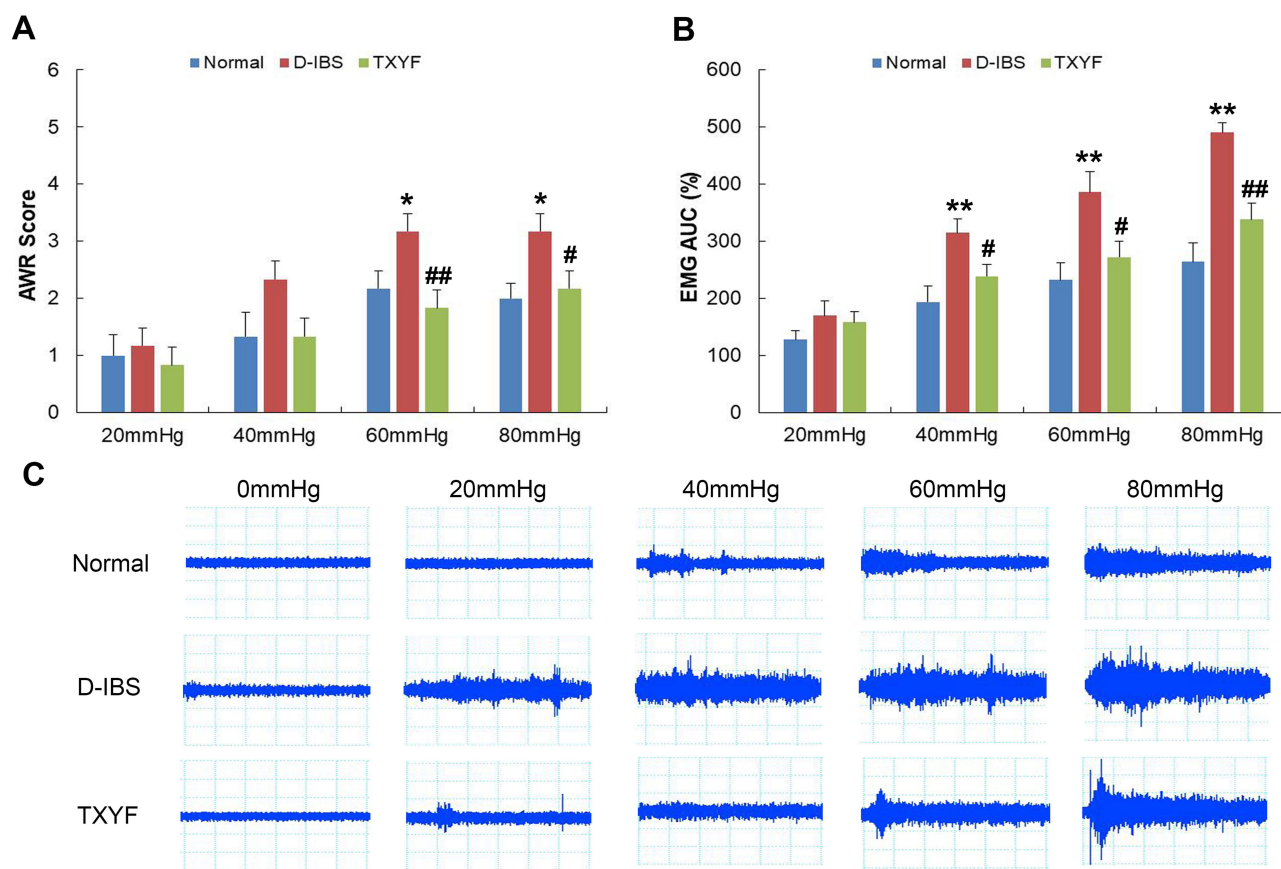 A
Normal D-IBS TXYF
AWR Score
6
5
4
3
2
1
0
*
##
*
#
20mmHg 40mmHg 60mmHg 80mmHg
B
Normal D-IBS TXYF
EMG AUC (%)
600
500
400
300
200
100
0
**
#
**
#
**
##
20mmHg 40mmHg 60mmHg 80mmHg
C
0mmHg 20mmHg 40mmHg 60mmHg 80mmHg
Normal
D-IBS
TXYF